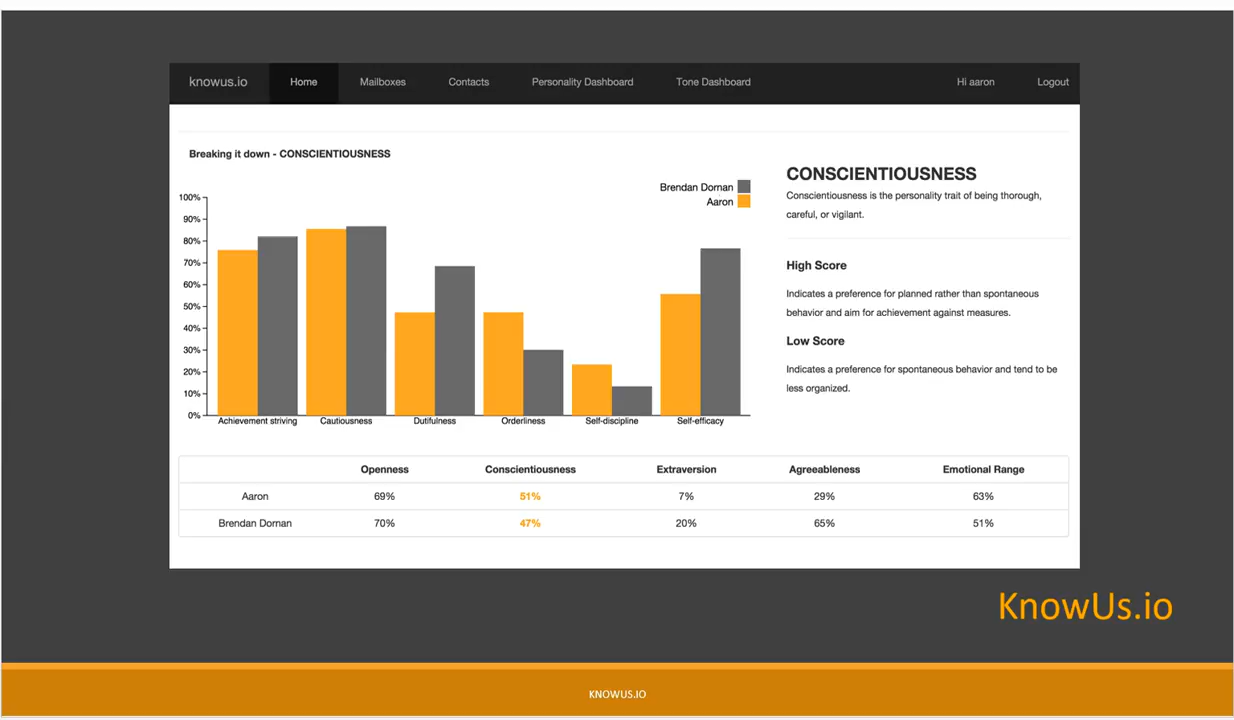 knowus.io Home Mailboxes Contacts Personality Dashboard Tone Dashboard Hi aaron Logout
Breaking it down - CONSCIENTIOUSNESS
Brendan Dornan
Aaron
100%
90%
80%
70%
60%
50%
40%
30%
20%
10%
0%
Achievement striving Cautiousness Dutifulness Orderliness Self-discipline Self-efficacy
CONSCIENTIOUSNESS
Conscientiousness is the personality trait of being thorough,
careful, or vigilant.
High Score
Indicates a preference for planned rather than spontaneous
behavior and aim for achievement against measures.
Low Score
Indicates a preference for spontaneous behavior and tend to be
less organized.
Openness Conscientiousness Extraversion Agreeableness Emotional Range
Aaron 69% 51% 7% 29% 63%
Brendan Dornan 70% 47% 20% 65% 51%
KnowUs.io
KNOWUS.IO